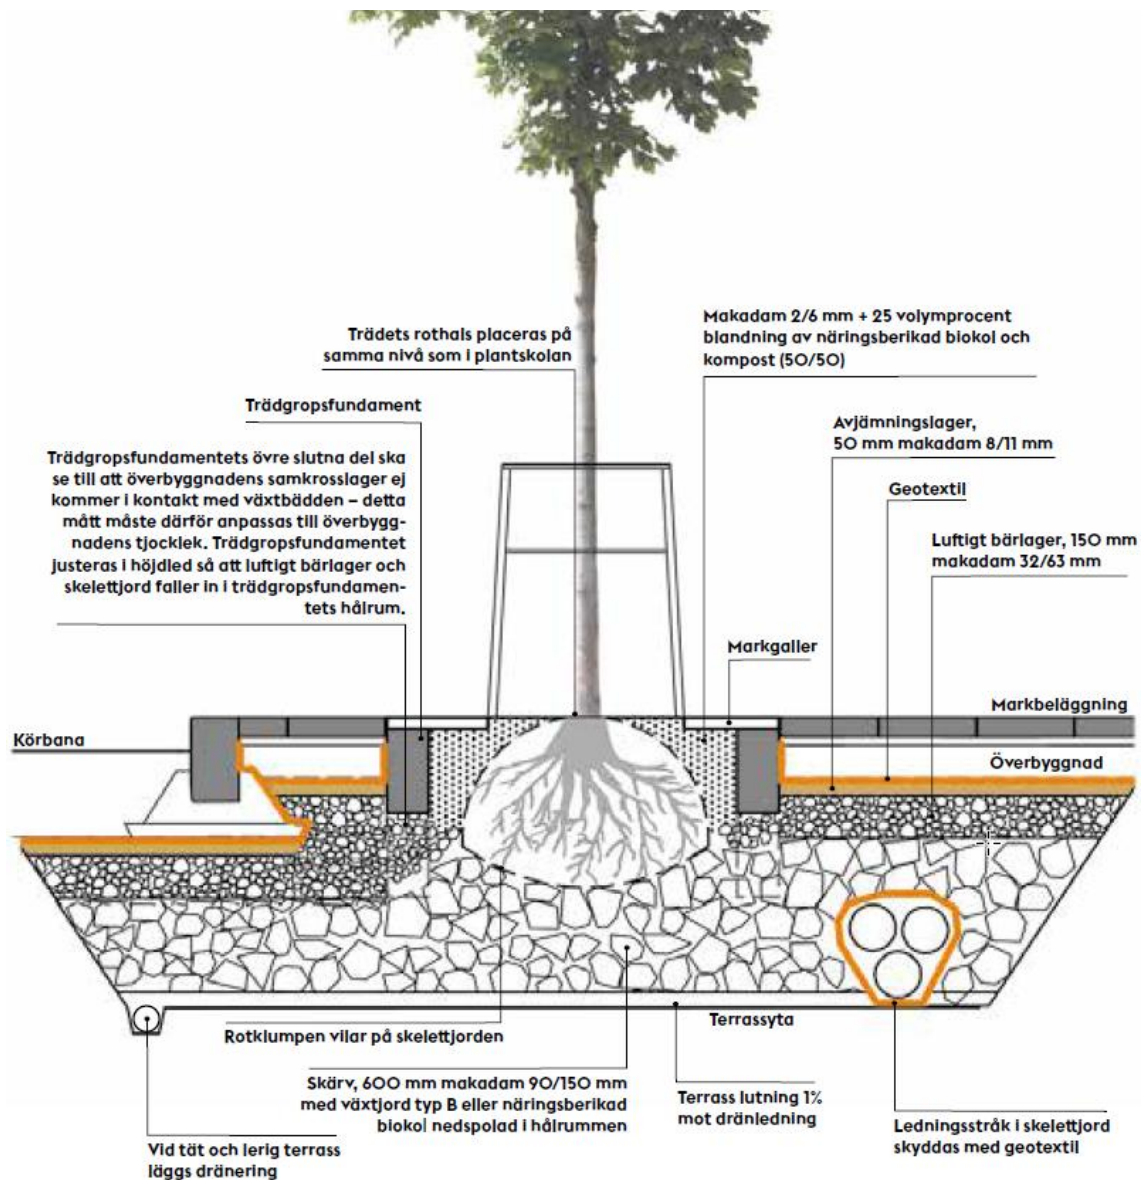 Trädets rothals placeras på
samma nivå som i plantskolan
Makadam 2/6 mm + 25 volymprocent
blandning av näringsberikad biokol och
kompost (50/50)
Trädgropsfundament
Avjämningslager,
50 mm makadam 8/11 mm
Trädgropsfundamentets övre slutna del ska
se till att överbyggnadens samkrosslager ej
kommer i kontakt med växtbädden – detta
mått måste därför anpassas till överbygg-
nadens tjocklek. Trädgropsfundamentet
justeras i höjdled så att luftigt bärlager och
skelettjord faller in i trädgropsfundamen-
tets hålrum.
Geotextil
Luftigt bärlager, 150 mm
makadam 32/63 mm
Markgaller
Markbeläggning
Körbana
Överbyggnad
Terrassyta
Rotklumpen vilar på skelettjorden
Skärv, 600 mm makadam 90/150 mm
med växtjord typ B eller näringsberikad
biokol nedspolad i hålrummen
Terrass lutning 1%
mot dränledning
Ledningsstråk i skelettjord
skyddas med geotextil
Vid tät och lerig terrass
läggs dränering